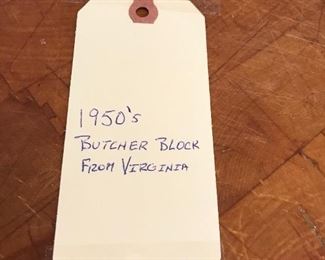 1950's
BUTCHER BLOCK
FROM VIRGINIA